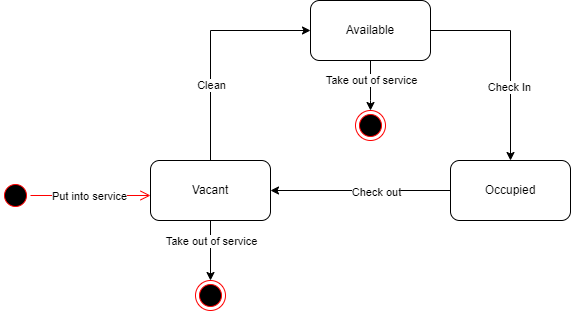 Available
Take out of service
Clean
Check In
Vacant
Occupied
Put into service
Check out
Take out of service